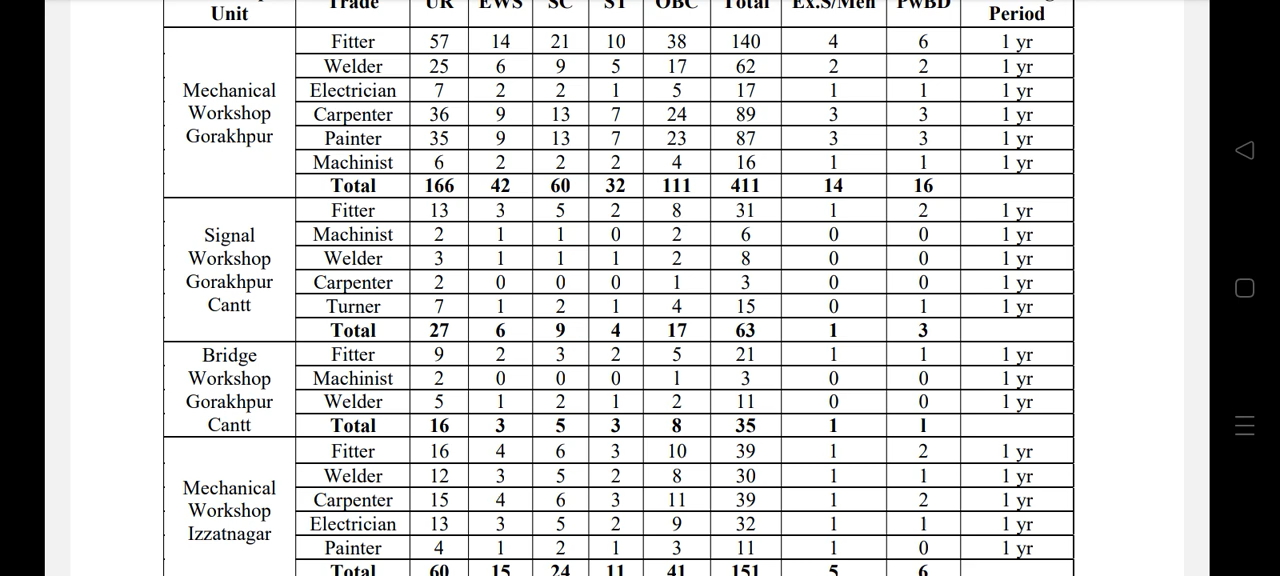 Unit Trade UR EWS SC ST OBC Total Ex.S/Men PwBD Period
Mechanical Workshop Gorakhpur
Fitter 57 14 21 10 38 140 4 6 1 yr
Welder 25 6 9 5 17 62 2 2 1 yr
Electrician 7 2 2 1 5 17 1 1 1 yr
Carpenter 36 9 13 7 24 89 3 3 1 yr
Painter 35 9 13 7 23 87 3 3 1 yr
Machinist 6 2 2 2 4 16 1 1 1 yr
Total 166 42 60 32 111 411 14 16
Signal Workshop Gorakhpur Cantt
Fitter 13 3 5 2 8 31 1 2 1 yr
Machinist 2 1 1 0 2 6 0 0 1 yr
Welder 3 1 1 1 2 8 0 0 1 yr
Carpenter 2 0 0 0 1 3 0 0 1 yr
Turner 7 1 2 1 4 15 0 1 1 yr
Total 27 6 9 4 17 63 1 3
Bridge Workshop Gorakhpur Cantt
Fitter 9 2 3 2 5 21 1 1 1 yr
Machinist 2 0 0 0 1 3 0 0 1 yr
Welder 5 1 2 1 2 11 0 0 1 yr
Total 16 3 5 3 8 35 1 1
Mechanical Workshop Izzatnagar
Fitter 16 4 6 3 10 39 1 2 1 yr
Welder 12 3 5 2 8 30 1 1 1 yr
Carpenter 15 4 6 3 11 39 1 2 1 yr
Electrician 13 3 5 2 9 32 1 1 1 yr
Painter 4 1 2 1 3 11 1 0 1 yr
Total 60 15 24 11 41 151 5 6